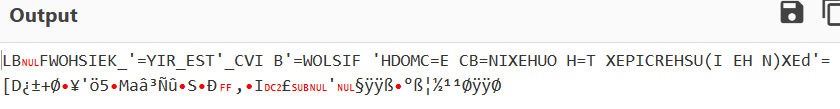 Output
LBNULFWOHSIEK_'=YIR_EST'_CVI B'=WOLSIF 'HDOMC=E CB=NIXEHUO H=T XEPICREHSU(I EH N)XEd'=
[D¿±+Ø•¥'ö5•Maâ³Ñû•S•ÐFF,•IDC2£SUBNUL'NUL§ÿÿß•°ß¦½¹¹ØÿÿØ